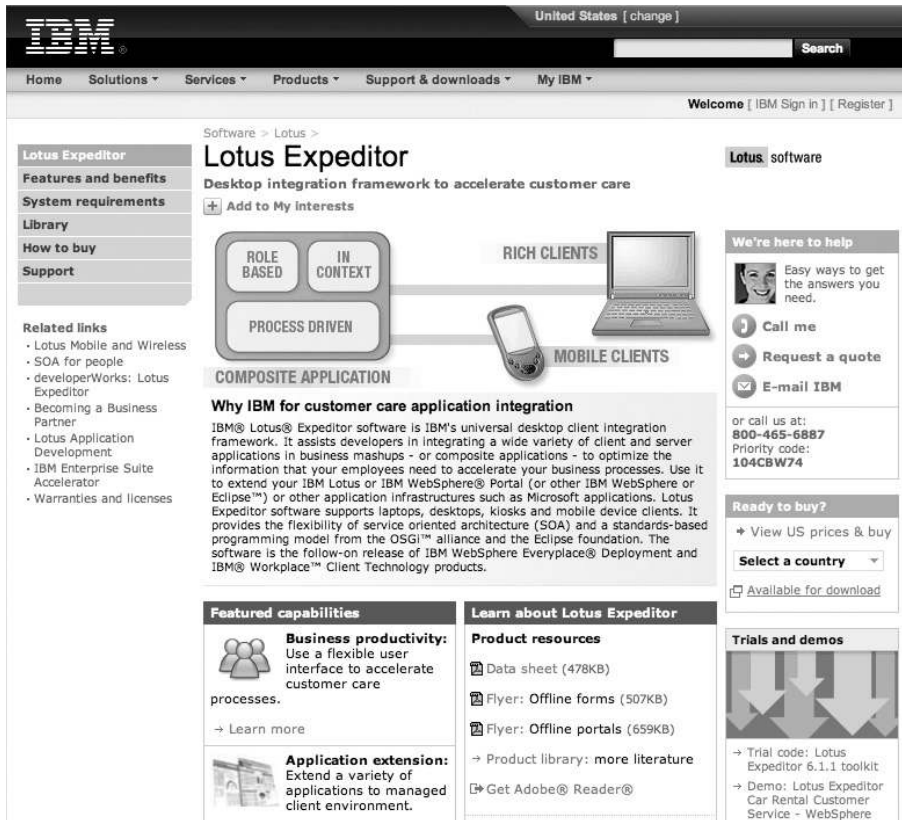 United States [ change ]
IBM®
Search
Home Solutions Services Products Support & downloads My IBM
Welcome [ IBM Sign in ] [ Register ]
Software > Lotus >
Lotus Expeditor
Desktop integration framework to accelerate customer care
+ Add to My interests
Lotus. software
Lotus Expeditor
Features and benefits
System requirements
Library
How to buy
Support
Related links
· Lotus Mobile and Wireless
· SOA for people
· developerWorks: Lotus
Expeditor
· Becoming a Business
Partner
· Lotus Application
Development
· IBM Enterprise Suite
Accelerator
· Warranties and licenses
ROLE
BASED
IN
CONTEXT
PROCESS DRIVEN
COMPOSITE APPLICATION
RICH CLIENTS
MOBILE CLIENTS
Why IBM for customer care application integration
IBM® Lotus® Expeditor software is IBM's universal desktop client integration
framework. It assists developers in integrating a wide variety of client and server
applications in business mashups - or composite applications - to optimize the
information that your employees need to accelerate your business processes. Use it
to extend your IBM Lotus or IBM WebSphere® Portal (or other IBM WebSphere or
Eclipse™) or other application infrastructures such as Microsoft applications. Lotus
Expeditor software supports laptops, desktops, kiosks and mobile device clients. It
provides the flexibility of service oriented architecture (SOA) and a standards-based
programming model from the OSGi™ alliance and the Eclipse foundation. The
software is the follow-on release of IBM WebSphere Everyplace® Deployment and
IBM® Workplace™ Client Technology products.
Featured capabilities
Business productivity:
Use a flexible user
interface to accelerate
customer care
processes.
→ Learn more
Application extension:
Extend a variety of
applications to managed
client environment.
Learn about Lotus Expeditor
Product resources
Data sheet (478KB)
Flyer: Offline forms (507KB)
Flyer: Offline portals (659KB)
→ Product library: more literature
Get Adobe® Reader®
We're here to help
Easy ways to get
the answers you
need.
Call me
Request a quote
E-mail IBM
or call us at:
800-465-6887
Priority code:
104CBW74
Ready to buy?
View US prices & buy
Select a country
Available for download
Trials and demos
→ Trial code: Lotus
Expeditor 6.1.1 toolkit
→ Demo: Lotus Expeditor
Car Rental Customer
Service - WebSphere